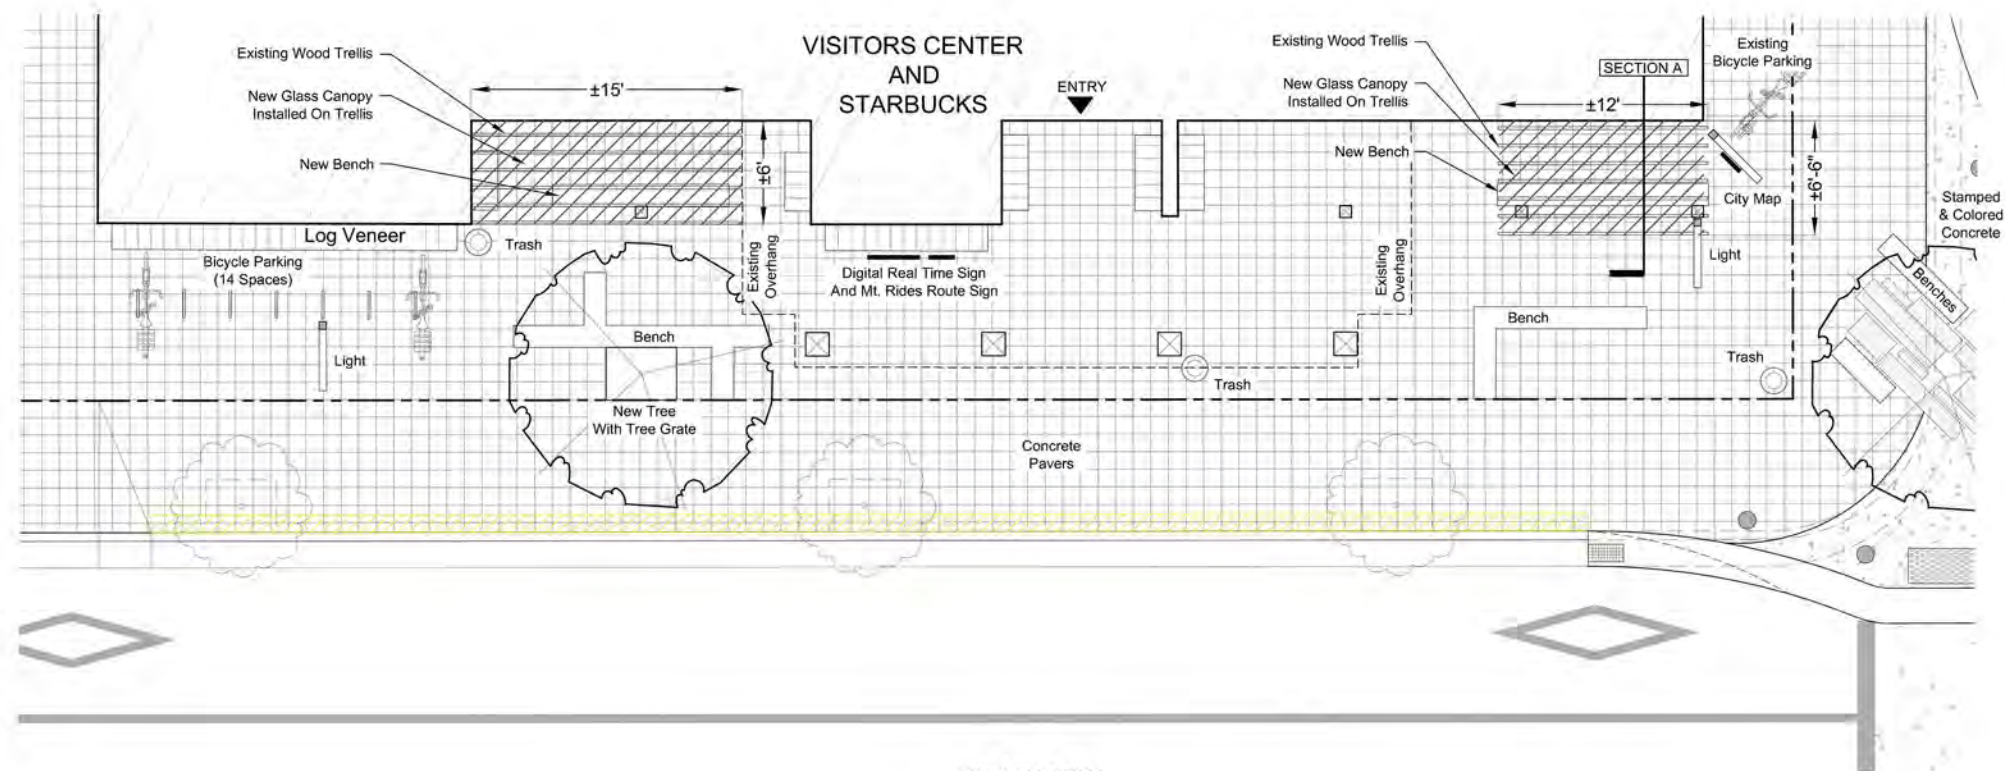 Existing Wood Trellis
New Glass Canopy
Installed On Trellis
New Bench
±15'
±6'
VISITORS CENTER
AND
STARBUCKS
ENTRY
Existing Wood Trellis
New Glass Canopy
Installed On Trellis
New Bench
SECTION A
±12'
Existing
Bicycle Parking
±6'-6"
City Map
Stamped
& Colored
Concrete
Log Veneer
Trash
Bicycle Parking
(14 Spaces)
Light
Existing
Overhang
Digital Real Time Sign
And Mt. Rides Route Sign
Existing
Overhang
Light
Benches
Bench
Bench
Trash
Trash
New Tree
With Tree Grate
Concrete
Pavers